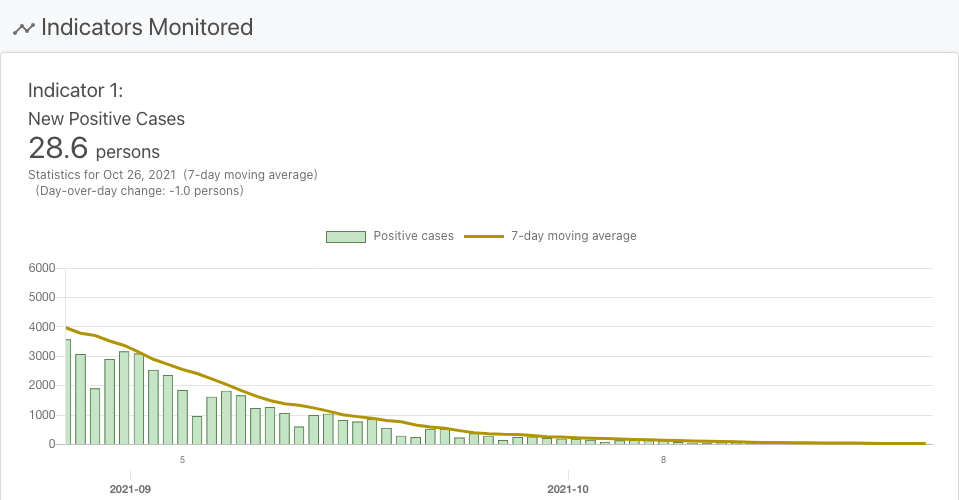 Indicators Monitored
Indicator 1:
New Positive Cases
28.6 persons
Statistics for Oct 26, 2021 (7-day moving average)
(Day-over-day change: -1.0 persons)
Positive cases 7-day moving average
6000
5000
4000
3000
2000
1000
0
5 8
2021-09 2021-10